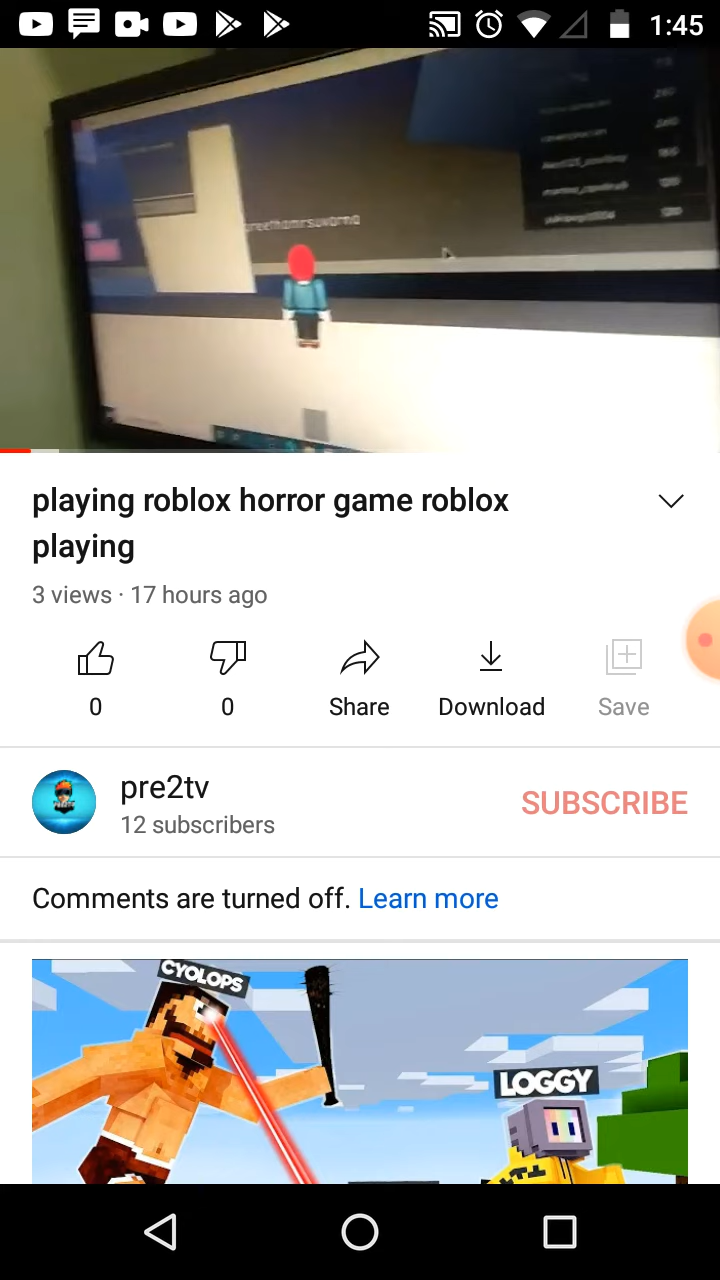 1:45
playing roblox horror game roblox
playing
3 views · 17 hours ago
0
0
Share
Download
Save
pre2tv
12 subscribers
SUBSCRIBE
Comments are turned off. Learn more
CYOLOPS
LOGGY